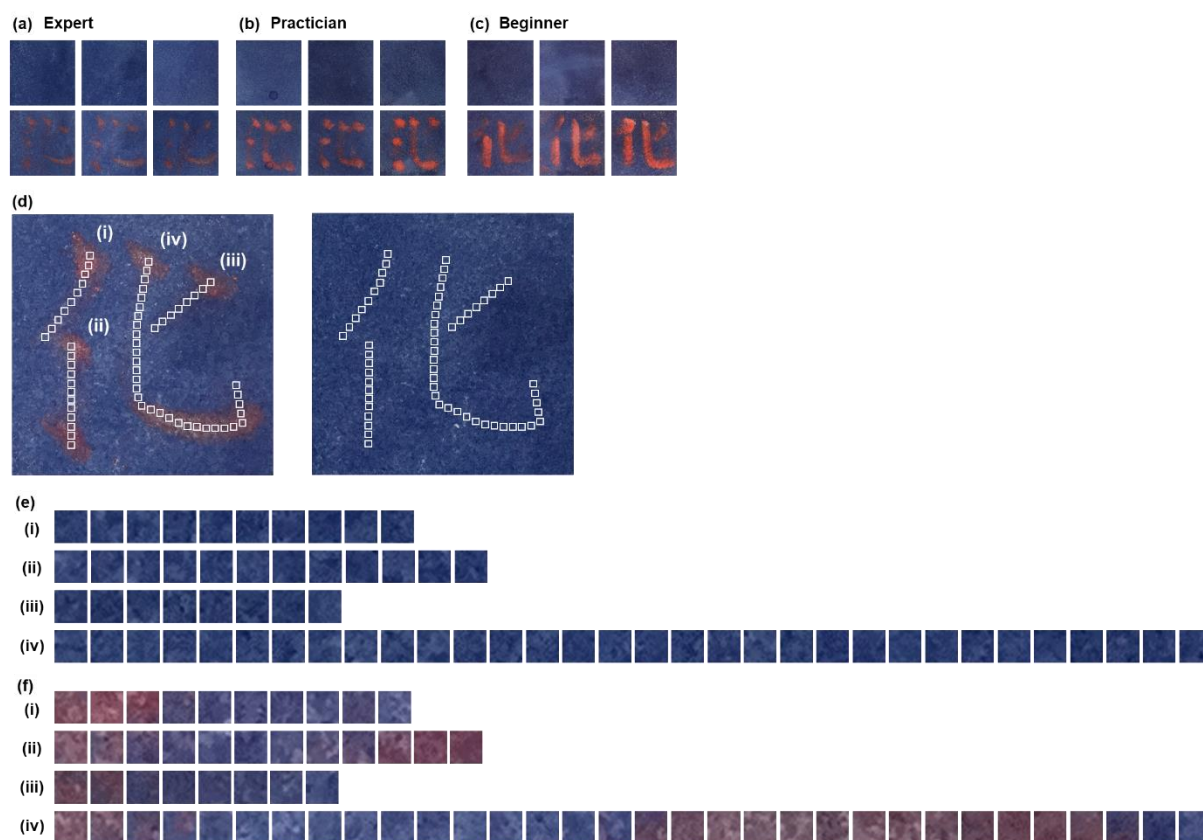 (a) Expert (b) Practician (c) Beginner
化 化 化 化 化 化 化 化 化
(d)
(i) (iv) (iii)
(ii)
(e)
(i)
(ii)
(iii)
(iv)
(f)
(i)
(ii)
(iii)
(iv)